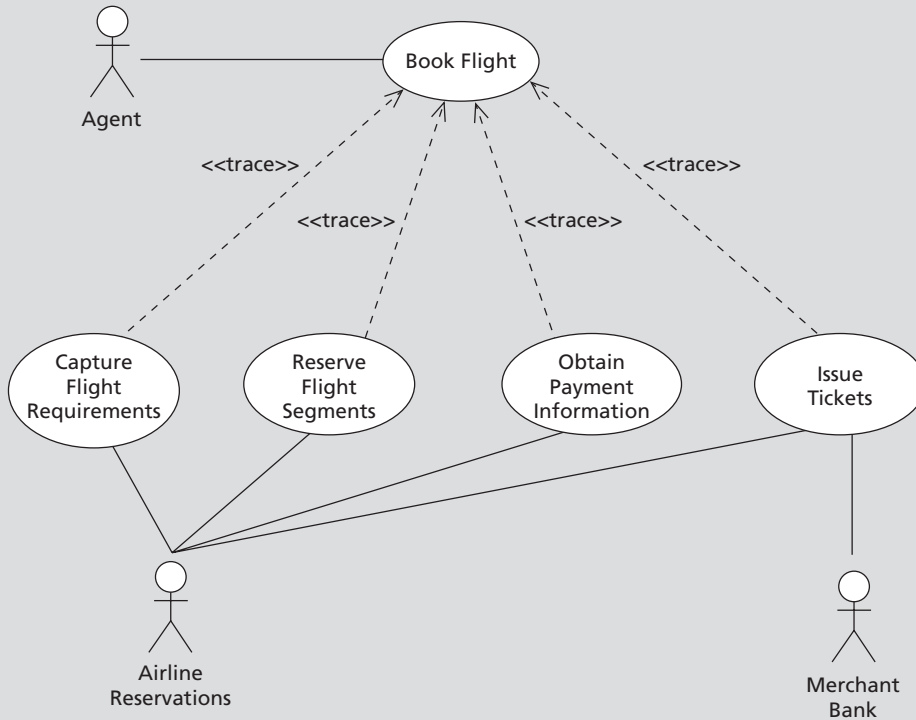 Book Flight
Agent
<<trace>>
<<trace>>
<<trace>>
<<trace>>
Capture
Flight
Requirements
Reserve
Flight
Segments
Obtain
Payment
Information
Issue
Tickets
Airline
Reservations
Merchant
Bank